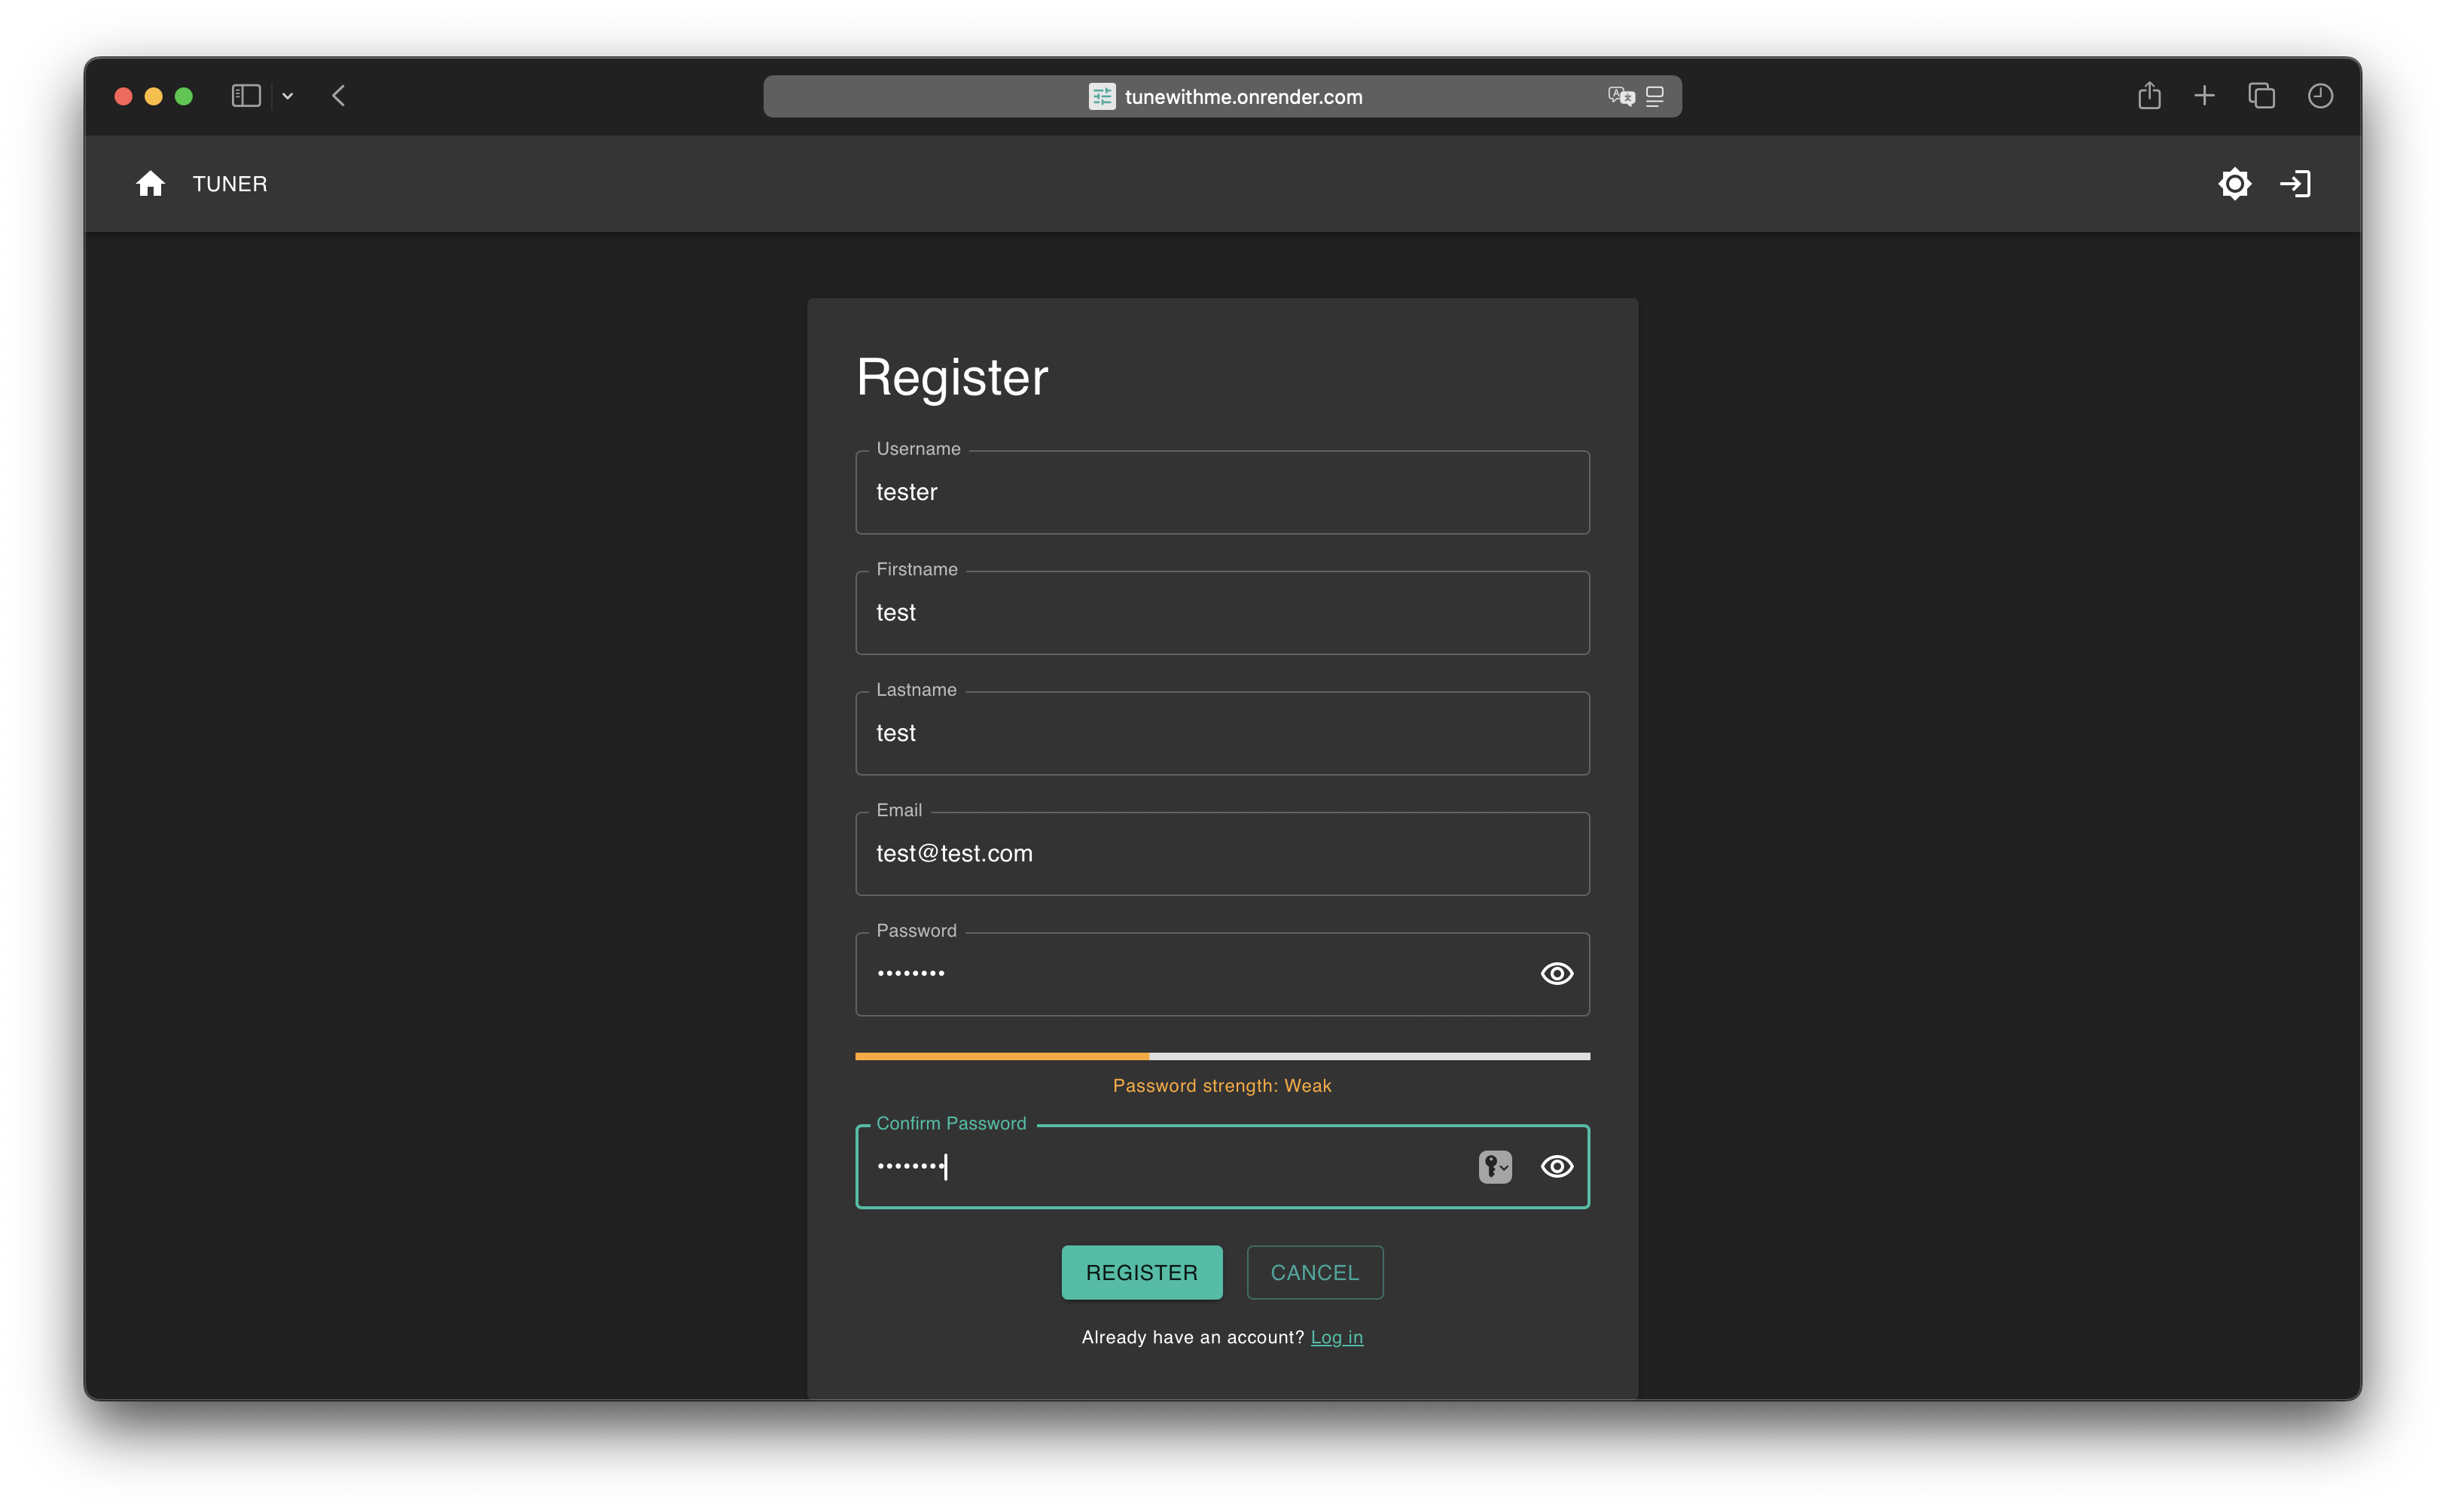 tunewithme.onrender.com
TUNER
Register
Username
tester
Firstname
test
Lastname
test
Email
test@test.com
Password
••••••••
Password strength: Weak
Confirm Password
••••••••
REGISTER CANCEL
Already have an account? Log in